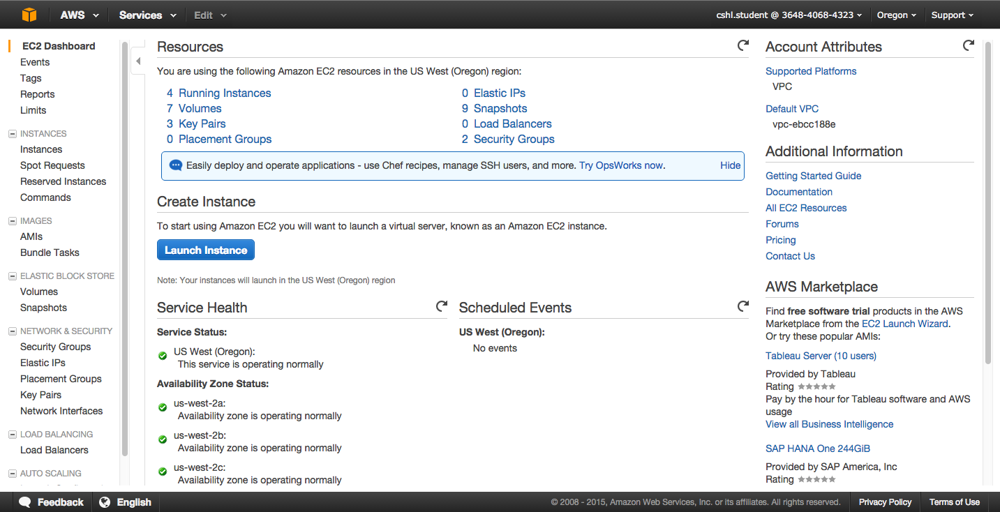 AWS Services Edit cshl.student @ 3648-4068-4323 Oregon Support
EC2 Dashboard
Events
Tags
Reports
Limits
INSTANCES
Instances
Spot Requests
Reserved Instances
Commands
IMAGES
AMIs
Bundle Tasks
ELASTIC BLOCK STORE
Volumes
Snapshots
NETWORK & SECURITY
Security Groups
Elastic IPs
Placement Groups
Key Pairs
Network Interfaces
LOAD BALANCING
Load Balancers
AUTO SCALING
Resources
You are using the following Amazon EC2 resources in the US West (Oregon) region:
4 Running Instances
7 Volumes
3 Key Pairs
0 Placement Groups
0 Elastic IPs
9 Snapshots
0 Load Balancers
2 Security Groups
Easily deploy and operate applications - use Chef recipes, manage SSH users, and more. Try OpsWorks now. Hide
Create Instance
To start using Amazon EC2 you will want to launch a virtual server, known as an Amazon EC2 instance.
Launch Instance
Note: Your instances will launch in the US West (Oregon) region
Service Health
Service Status:
US West (Oregon):
This service is operating normally
Availability Zone Status:
us-west-2a:
Availability zone is operating normally
us-west-2b:
Availability zone is operating normally
us-west-2c:
Availability zone is operating normally
Scheduled Events
US West (Oregon):
No events
Account Attributes
Supported Platforms
VPC
Default VPC
vpc-ebcc188e
Additional Information
Getting Started Guide
Documentation
All EC2 Resources
Forums
Pricing
Contact Us
AWS Marketplace
Find free software trial products in the AWS
Marketplace from the EC2 Launch Wizard.
Or try these popular AMIs:
Tableau Server (10 users)
Provided by Tableau
Rating
Pay by the hour for Tableau software and AWS
usage
View all Business Intelligence
SAP HANA One 244GiB
Provided by SAP America, Inc
Rating
Feedback English © 2008 - 2015, Amazon Web Services, Inc. or its affiliates. All rights reserved. Privacy Policy Terms of Use